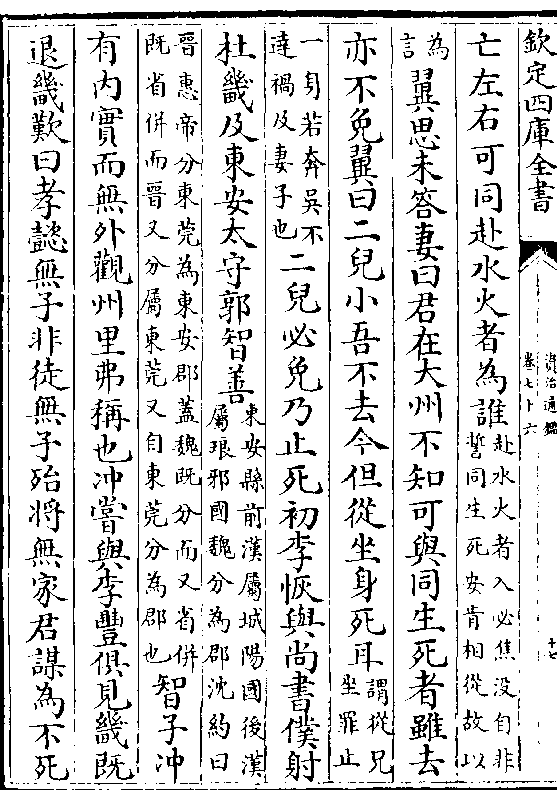 欽定四庫全書
資治通鑑
卷七十六
十七
亡左右可同赴水火者為誰赴水火者入必焦没自非誓同生死安肯相從故以
為言翼思未答妻曰君在大州不知可與同生死者雖去
亦不免翼曰二兒小吾不去今但從坐身死耳謂從兄坐罪止
一身若奔吳不達禍及妻子也二兒必免乃止死初李恢與尚書僕射
杜畿及東安太守郭智善東安縣前漢屬城陽國後漢屬琅邪國魏分為郡沈約曰
晉惠帝分東莞為東安郡蓋魏既分而又省併既省併而晉又分屬東莞又自東莞分為郡也智子冲
有内實而無外觀州里弗稱也冲嘗與李豐俱見畿既
退畿歎曰孝懿無子非徒無子殆將無家君謀為不死